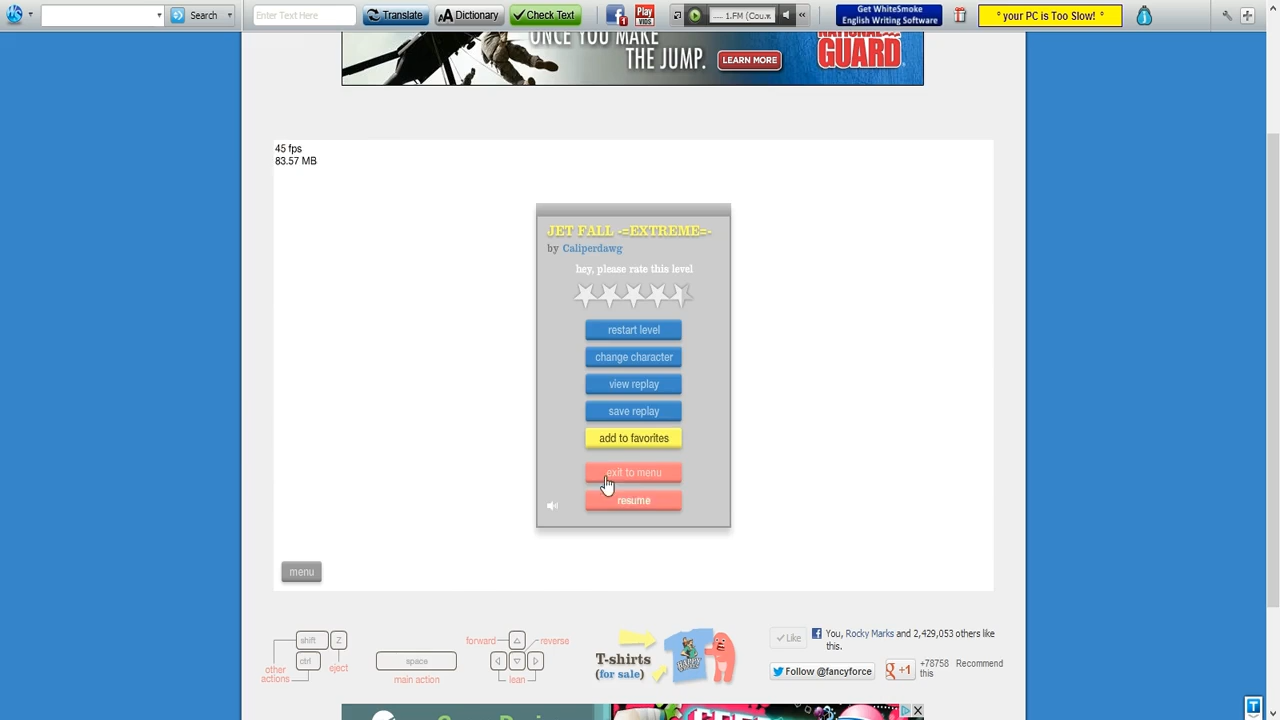 Search
Enter Text Here
Translate
Dictionary
Check Text
1
Play
VIDS
.... 1.FM (Cou...
Get WhiteSmoke
English Writing Software
° your PC is Too Slow! °
ONCE YOU MAKE
THE JUMP.
LEARN MORE
NATIONAL
GUARD
45 fps
83.57 MB
JET FALL -=EXTREME=-
by Caliperdawg
hey, please rate this level
restart level
change character
view replay
save replay
add to favorites
exit to menu
resume
menu
shift
Z
ctrl
other
actions
eject
space
main action
forward
reverse
lean
T-shirts
(for sale)
Like
You, Rocky Marks and 2,429,053 others like
this.
Follow @fancyforce
+1
+78758 Recommend
this
T